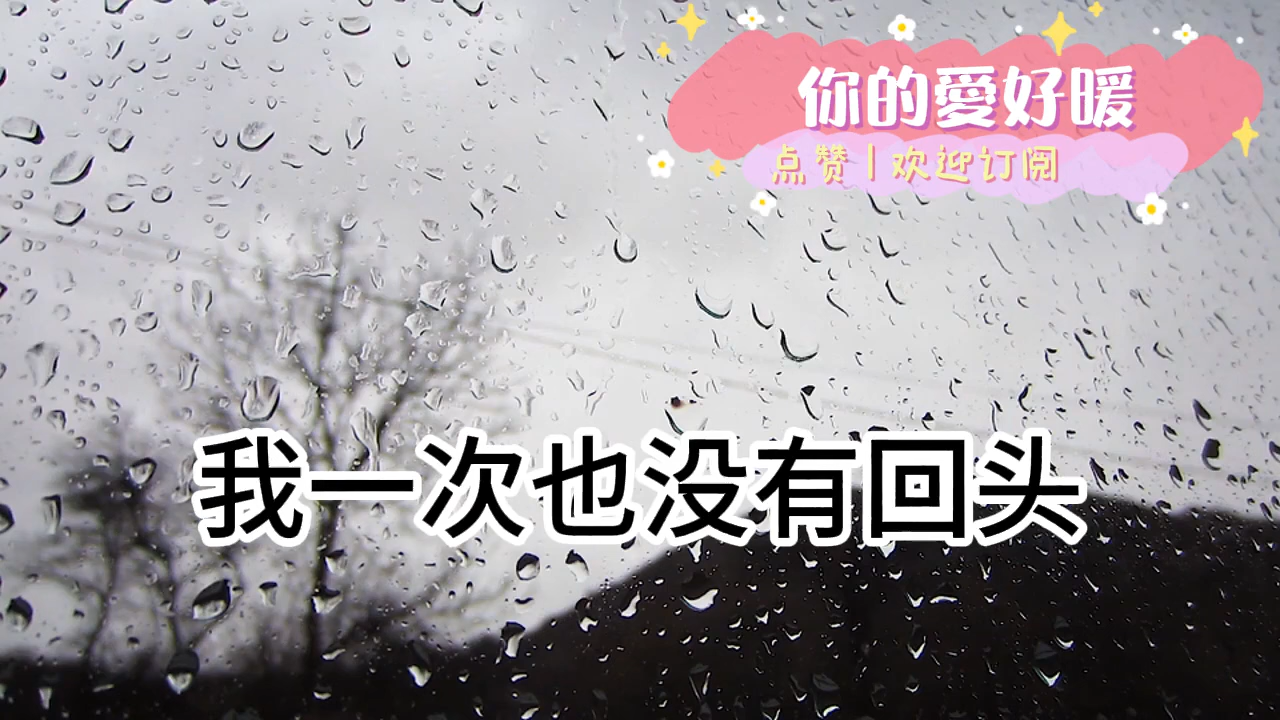 你的愛好暖
点赞 | 欢迎订阅
我一次也没有回头